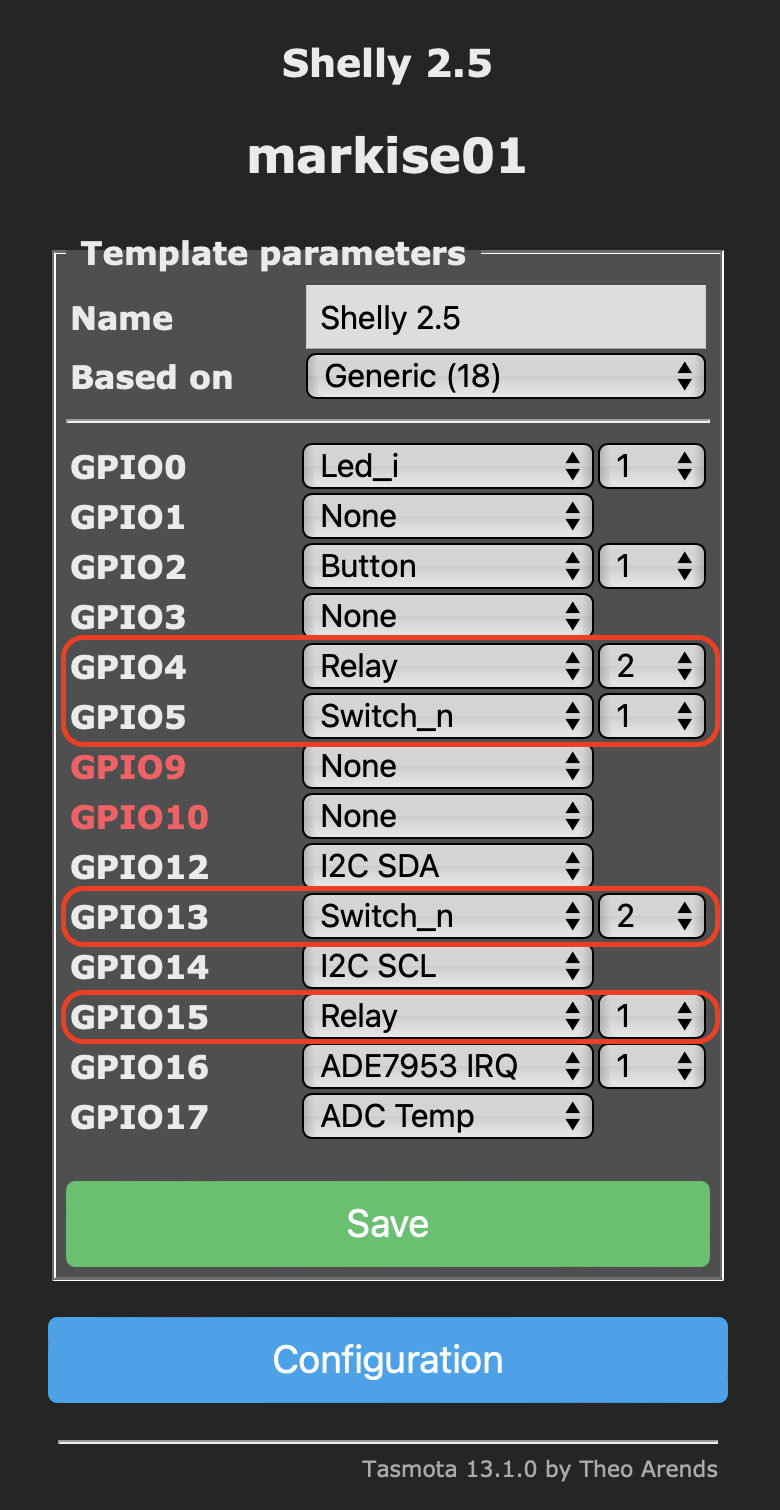 Shelly 2.5
markise01
Template parameters
Name Shelly 2.5
Based on Generic (18)
GPIO0 Led_i 1
GPIO1 None
GPIO2 Button 1
GPIO3 None
GPIO4 Relay 2
GPIO5 Switch_n 1
GPIO9 None
GPIO10 None
GPIO12 I2C SDA
GPIO13 Switch_n 2
GPIO14 I2C SCL
GPIO15 Relay 1
GPIO16 ADE7953 IRQ 1
GPIO17 ADC Temp
Save
Configuration
Tasmota 13.1.0 by Theo Arends